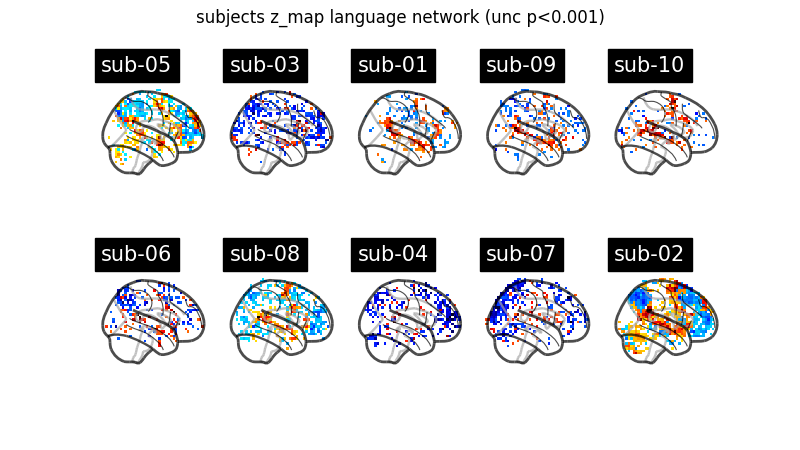 subjects z_map language network (unc p<0.001)
sub-05 sub-03 sub-01 sub-09 sub-10
sub-06 sub-08 sub-04 sub-07 sub-02